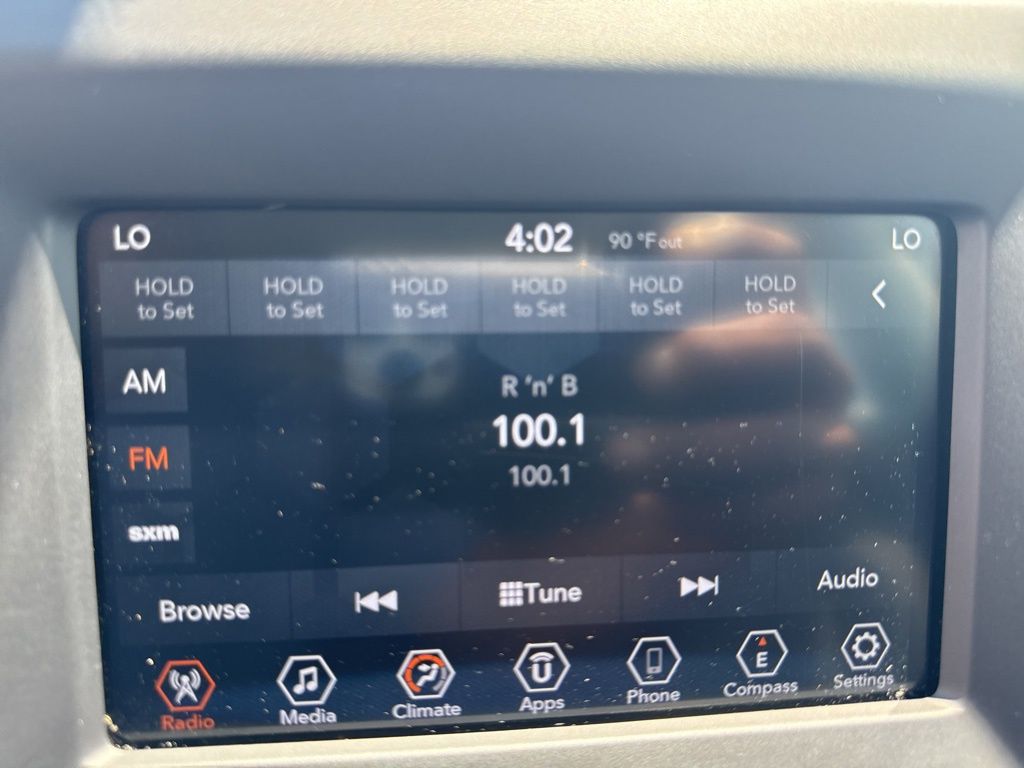 LO 4:02 90 °F out LO
HOLD HOLD HOLD HOLD HOLD HOLD
to Set to Set to Set to Set to Set to Set
AM
R 'n' B
100.1
FM
100.1
sxm
Browse Tune Audio
Radio Media Climate U Apps Phone E Compass Settings